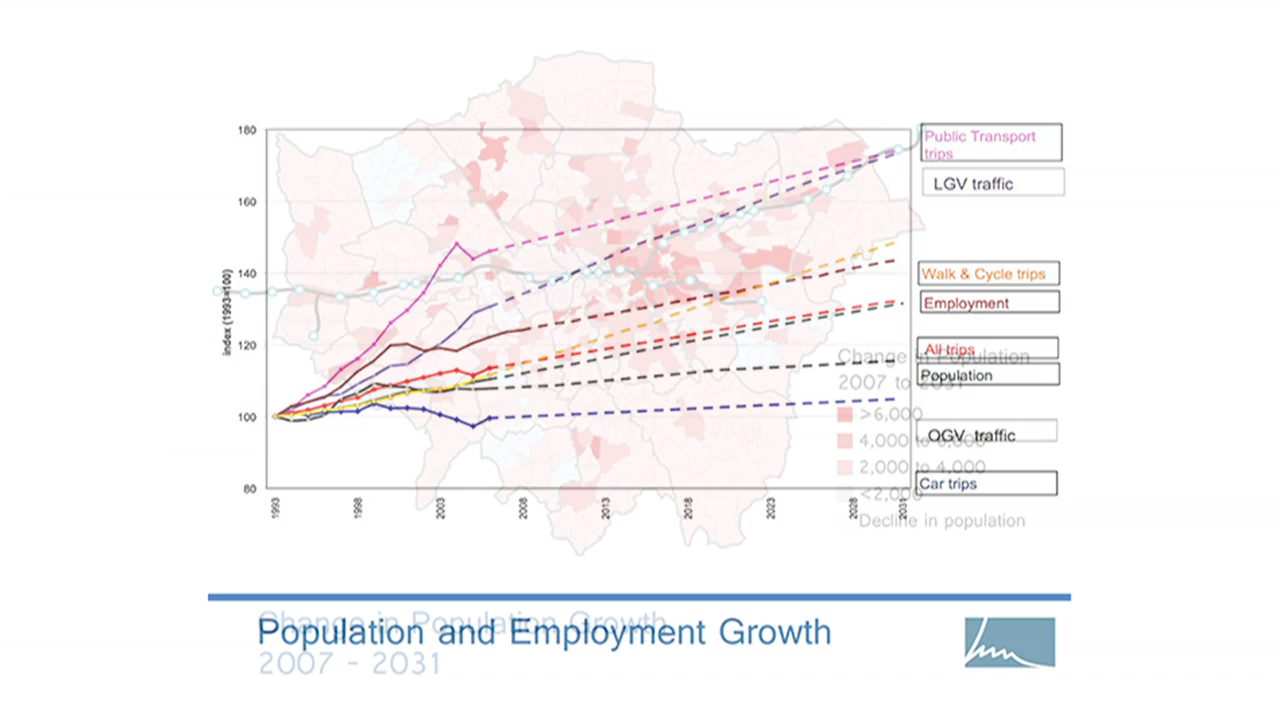 180
160
140
120
100
80
index (1993=100)
1993
1998
2003
2008
2013
2018
2023
2028
2031
Public Transport
trips
LGV traffic
Walk & Cycle trips
Employment
All trips
Population
OGV traffic
Car trips
Change in Population
2007 to 2031
>6,000
4,000 to 6,000
2,000 to 4,000
<2,000
Decline in population
Change in Population Growth
2007 - 2031
Population and Employment Growth